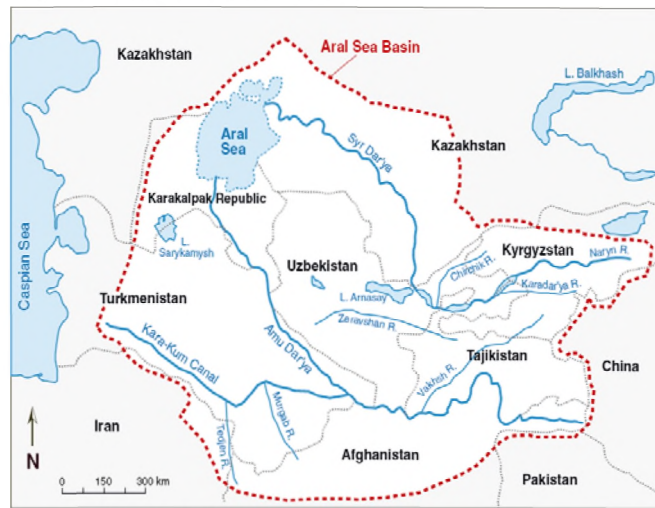 Kazakhstan
Aral Sea Basin
L. Balkhash
Aral
Sea
Syr Dar'ya
Kazakhstan
Karakalpak Republic
L.
Sarykamysh
Caspian Sea
Uzbekistan
Chirchik R.
Kyrgyzstan
Naryn R.
L. Arnasay
Karadar'ya R.
Turkmenistan
Zeravshan R.
Kara-Kum Canal
Amu Dar'ya
Vakhsh R.
Tajikistan
China
Iran
Tedjen R.
Morgab R.
Afghanistan
Pakistan
N
0 150 300 km